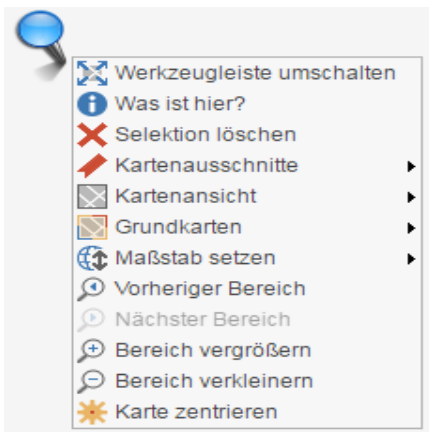 Werkzeugleiste umschalten
Was ist hier?
Selektion löschen
Kartenausschnitte
Kartenansicht
Grundkarten
Maßstab setzen
Vorheriger Bereich
Nächster Bereich
Bereich vergrößern
Bereich verkleinern
Karte zentrieren